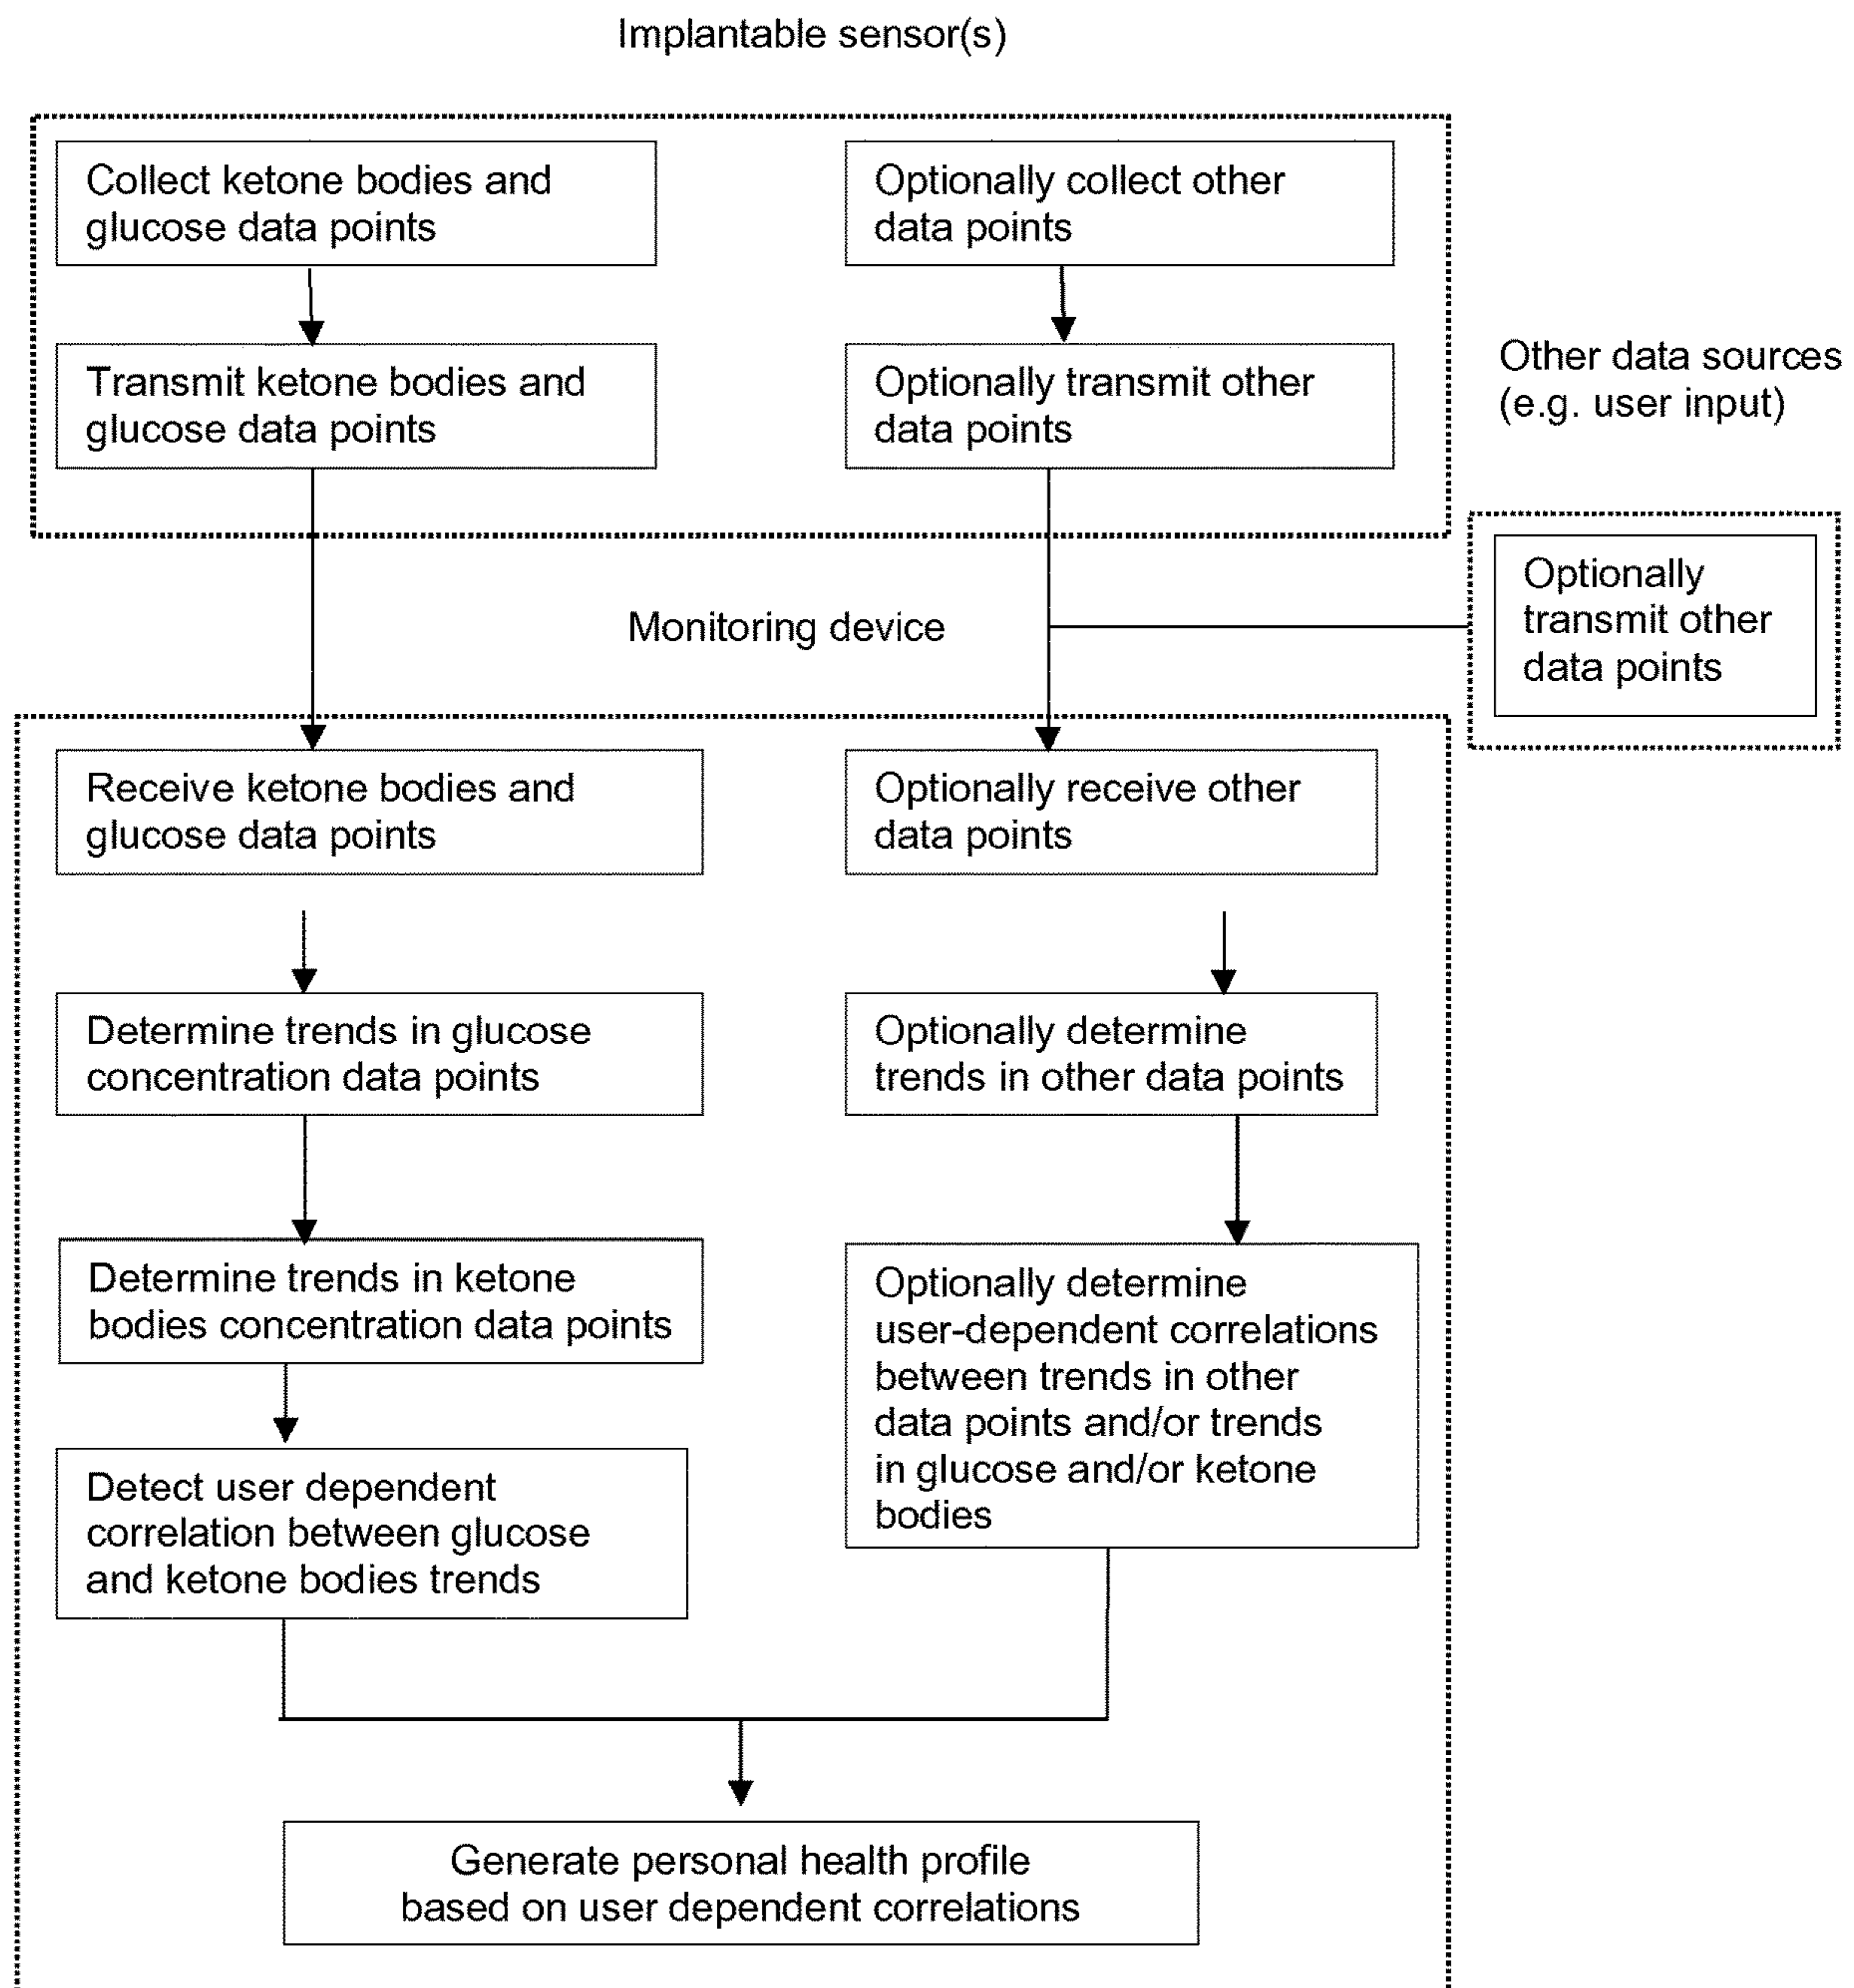 Implantable sensor(s)
Collect ketone bodies and
glucose data points
Optionally collect other
data points
Transmit ketone bodies and
glucose data points
Optionally transmit other
data points
Other data sources
(e.g. user input)
Optionally
transmit other
data points
Monitoring device
Receive ketone bodies and
glucose data points
Optionally receive other
data points
Determine trends in glucose
concentration data points
Optionally determine
trends in other data points
Determine trends in ketone
bodies concentration data points
Optionally determine
user-dependent correlations
between trends in other
data points and/or trends
in glucose and/or ketone
bodies
Detect user dependent
correlation between glucose
and ketone bodies trends
Generate personal health profile
based on user dependent correlations